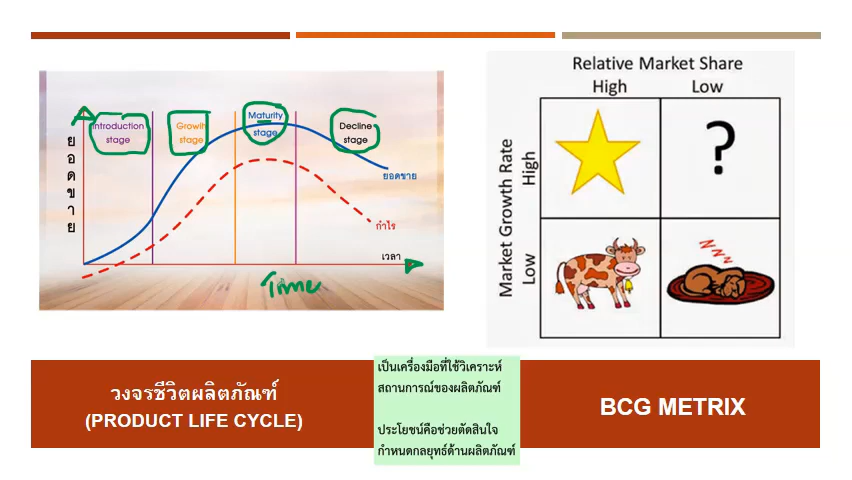 Introduction
stage
Growth
stage
Maturity
stage
Decline
stage
ยอดขาย
ยอดขาย
กำไร
เวลา
Time
Relative Market Share
High
Low
Market Growth Rate
High
Low
?
NNN
วงจรชีวิตผลิตภัณฑ์
(PRODUCT LIFE CYCLE)
เป็นเครื่องมือที่ใช้วิเคราะห์
สถานการณ์ของผลิตภัณฑ์
ประโยชน์คือช่วยตัดสินใจ
กำหนดกลยุทธ์ด้านผลิตภัณฑ์
BCG METRIX